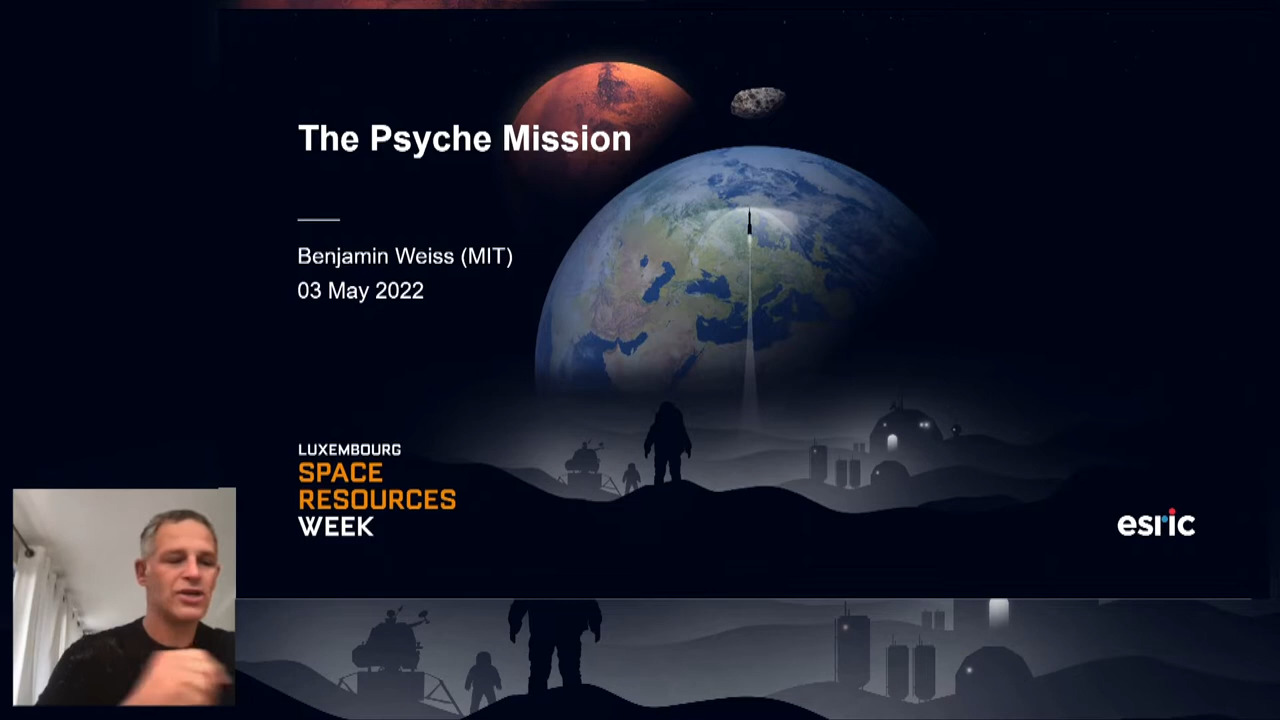 The Psyche Mission
Benjamin Weiss (MIT)
03 May 2022
LUXEMBOURG
SPACE
RESOURCES
WEEK
esric